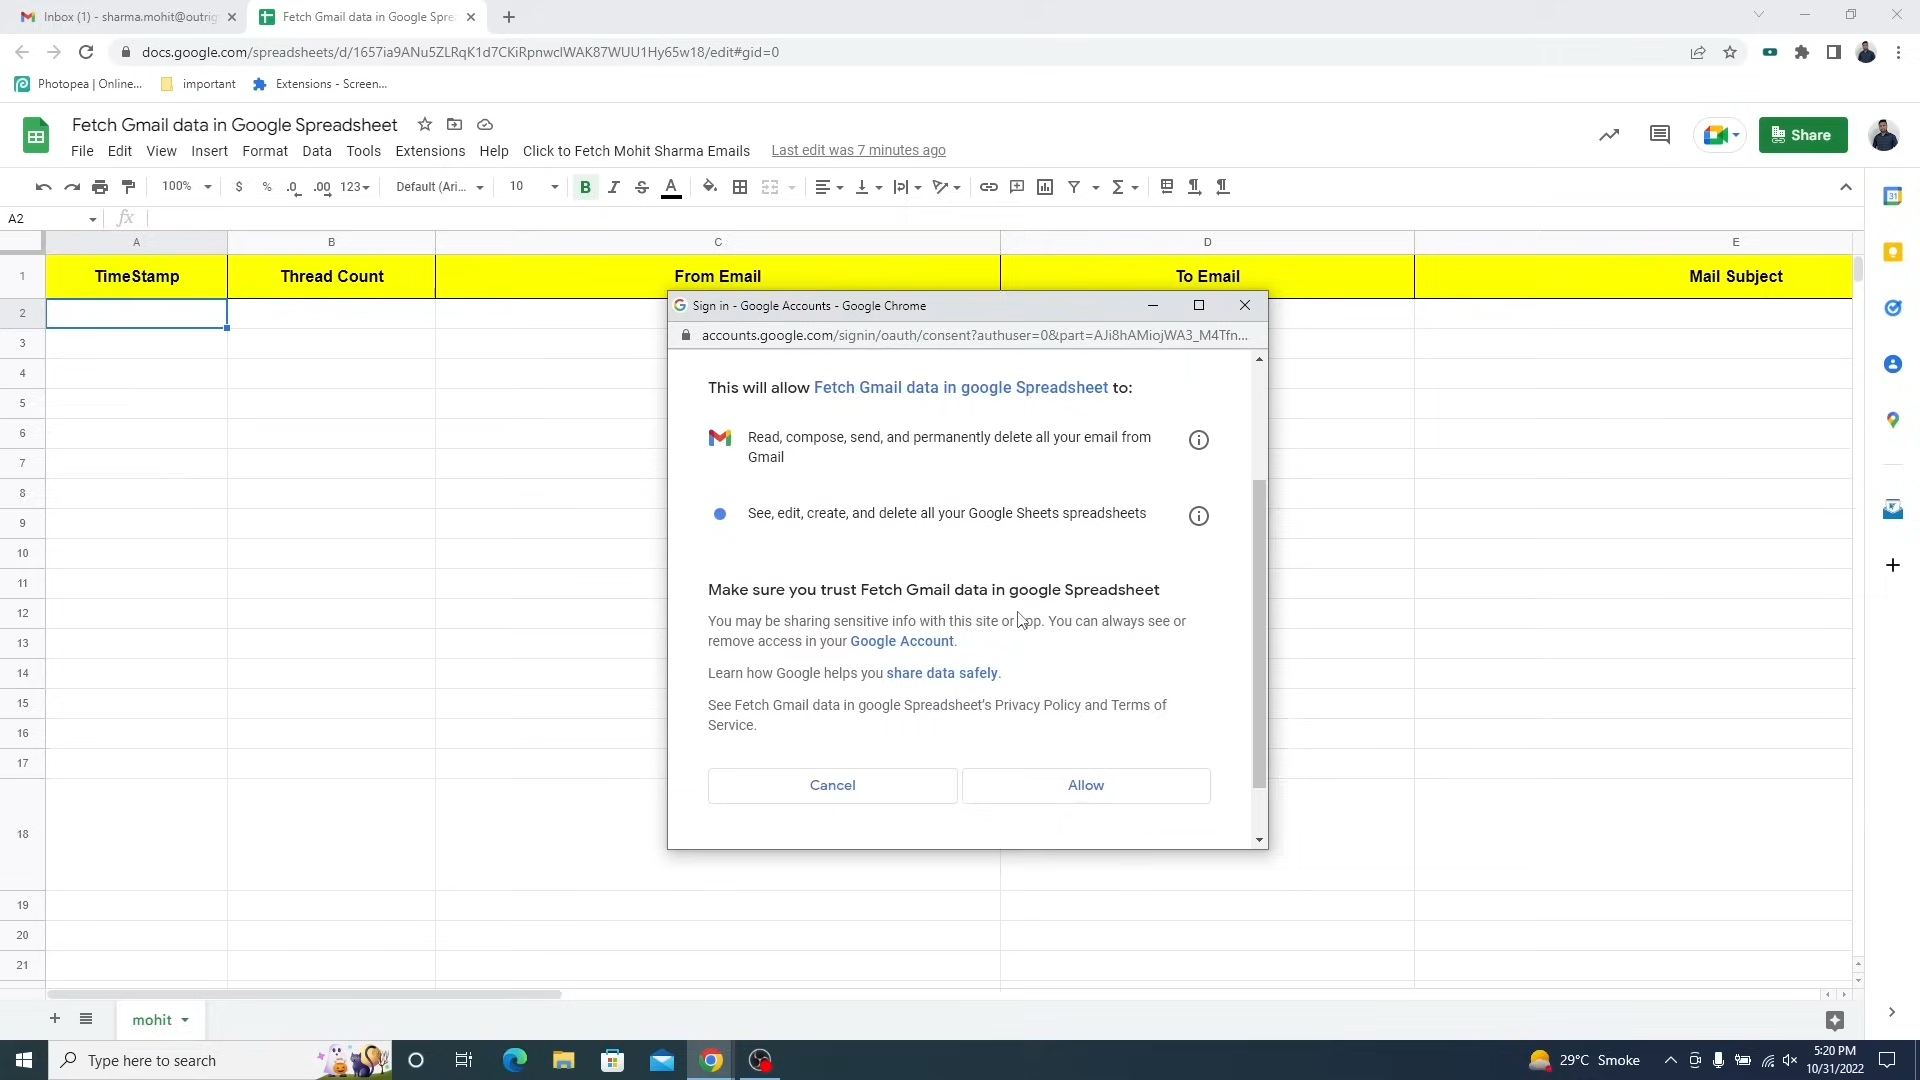 Inbox (1) - sharma.mohit@outrig
Fetch Gmail data in Google Spre
docs.google.com/spreadsheets/d/1657ia9ANu5ZLRqK1d7CKiRpnwcIWAK87WUU1Hy65w18/edit#gid=0
Photopea | Online...
important
Extensions - Screen...
Fetch Gmail data in Google Spreadsheet
File Edit View Insert Format Data Tools Extensions Help Click to Fetch Mohit Sharma Emails Last edit was 7 minutes ago
Share
100% $ % .0 .00 123 Default (Ari... 10 B I S A
A2 fx
A B C D E
1 TimeStamp Thread Count From Email To Email Mail Subject
2
3
4
5
6
7
8
9
10
11
12
13
14
15
16
17
18
19
20
21
Sign in - Google Accounts - Google Chrome
accounts.google.com/signin/oauth/consent?authuser=0&part=AJi8hAMiojWA3_M4Tfn...
This will allow Fetch Gmail data in google Spreadsheet to:
Read, compose, send, and permanently delete all your email from
Gmail
See, edit, create, and delete all your Google Sheets spreadsheets
Make sure you trust Fetch Gmail data in google Spreadsheet
You may be sharing sensitive info with this site or app. You can always see or
remove access in your Google Account.
Learn how Google helps you share data safely.
See Fetch Gmail data in google Spreadsheet's Privacy Policy and Terms of
Service.
Cancel Allow
31
mohit
Type here to search
29°C Smoke
5:20 PM
10/31/2022